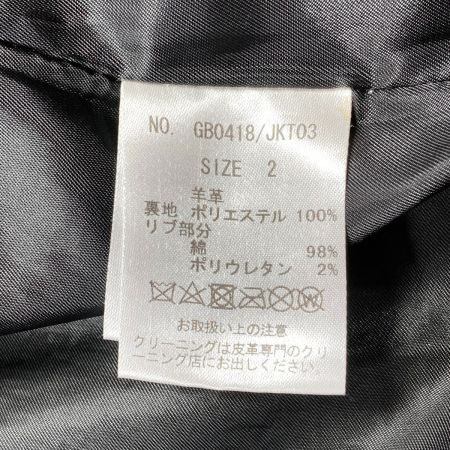 NO. GB0418/JKT03
SIZE 2
羊革
裏地 ポリエステル 100%
リブ部分
綿 98%
ポリウレタン 2%
お取扱い上の注意
クリーニングは皮革専門のクリ
ーニング店にお出しください。